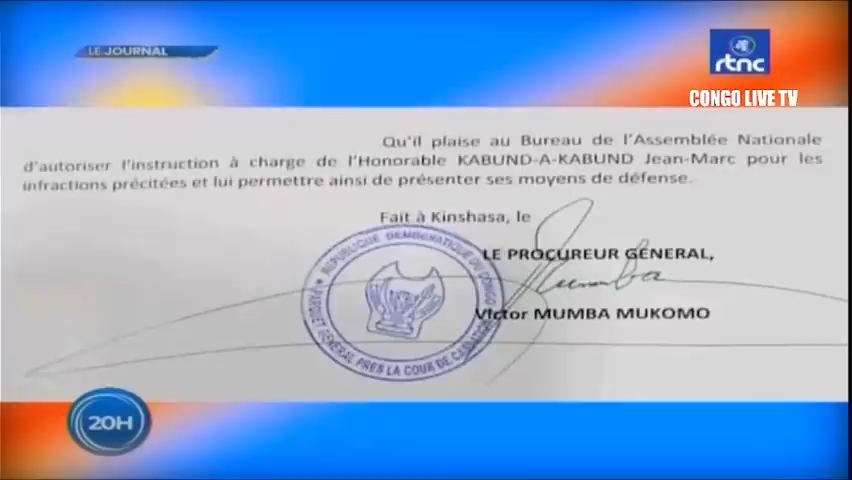 LE JOURNAL
rtnc
CONGO LIVE TV
Qu'il plaise au Bureau de l'Assemblée Nationale
d'autoriser l'instruction à charge de l'Honorable KABUND-A-KABUND Jean-Marc pour les
infractions précitées et lui permettre ainsi de présenter ses moyens de défense.
Fait à Kinshasa, le
LE PROCUREUR GENERAL,
Mumba
Victor MUMBA MUKOMO
REPUBLIQUE DEMOCRATIQUE DU CONGO
PARQUET GENERAL PRES LA COUR DE CASSATION
20H